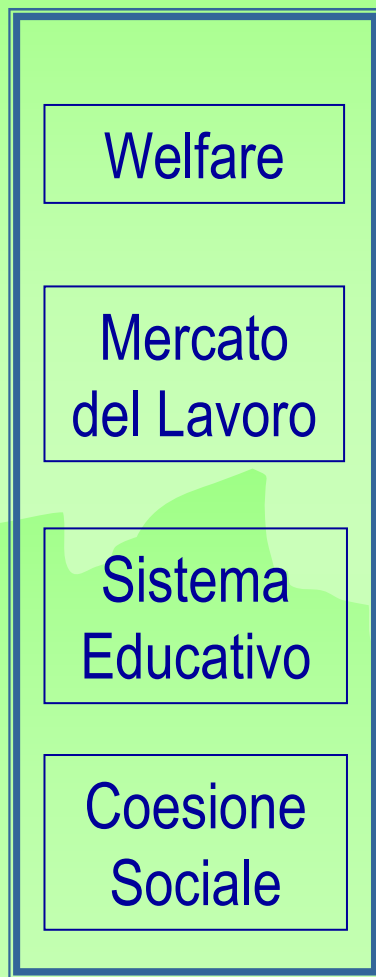 Welfare
Mercato
del Lavoro
Sistema
Educativo
Coesione
Sociale